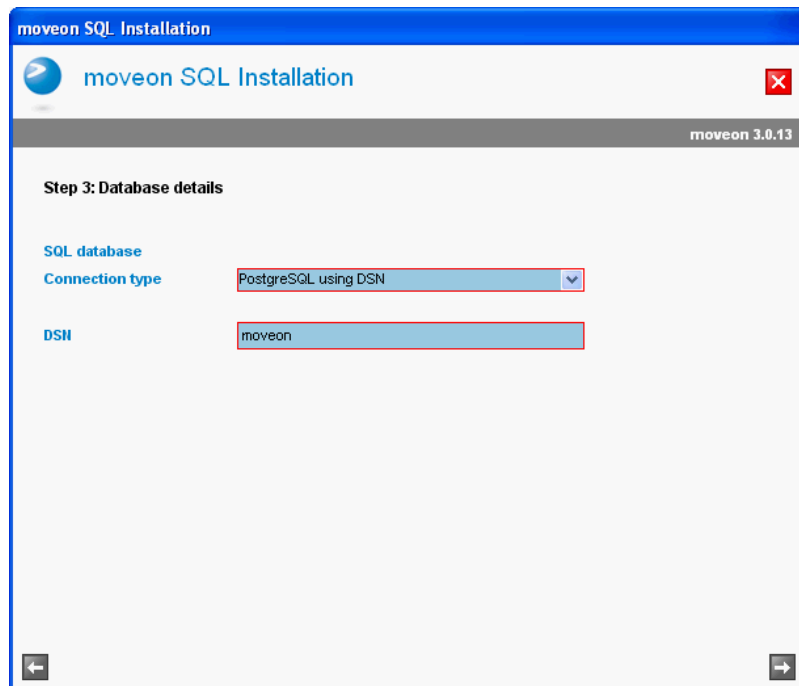 moveon SQL Installation
moveon SQL Installation
moveon 3.0.13
Step 3: Database details
SQL database
Connection type PostgreSQL using DSN
DSN moveon